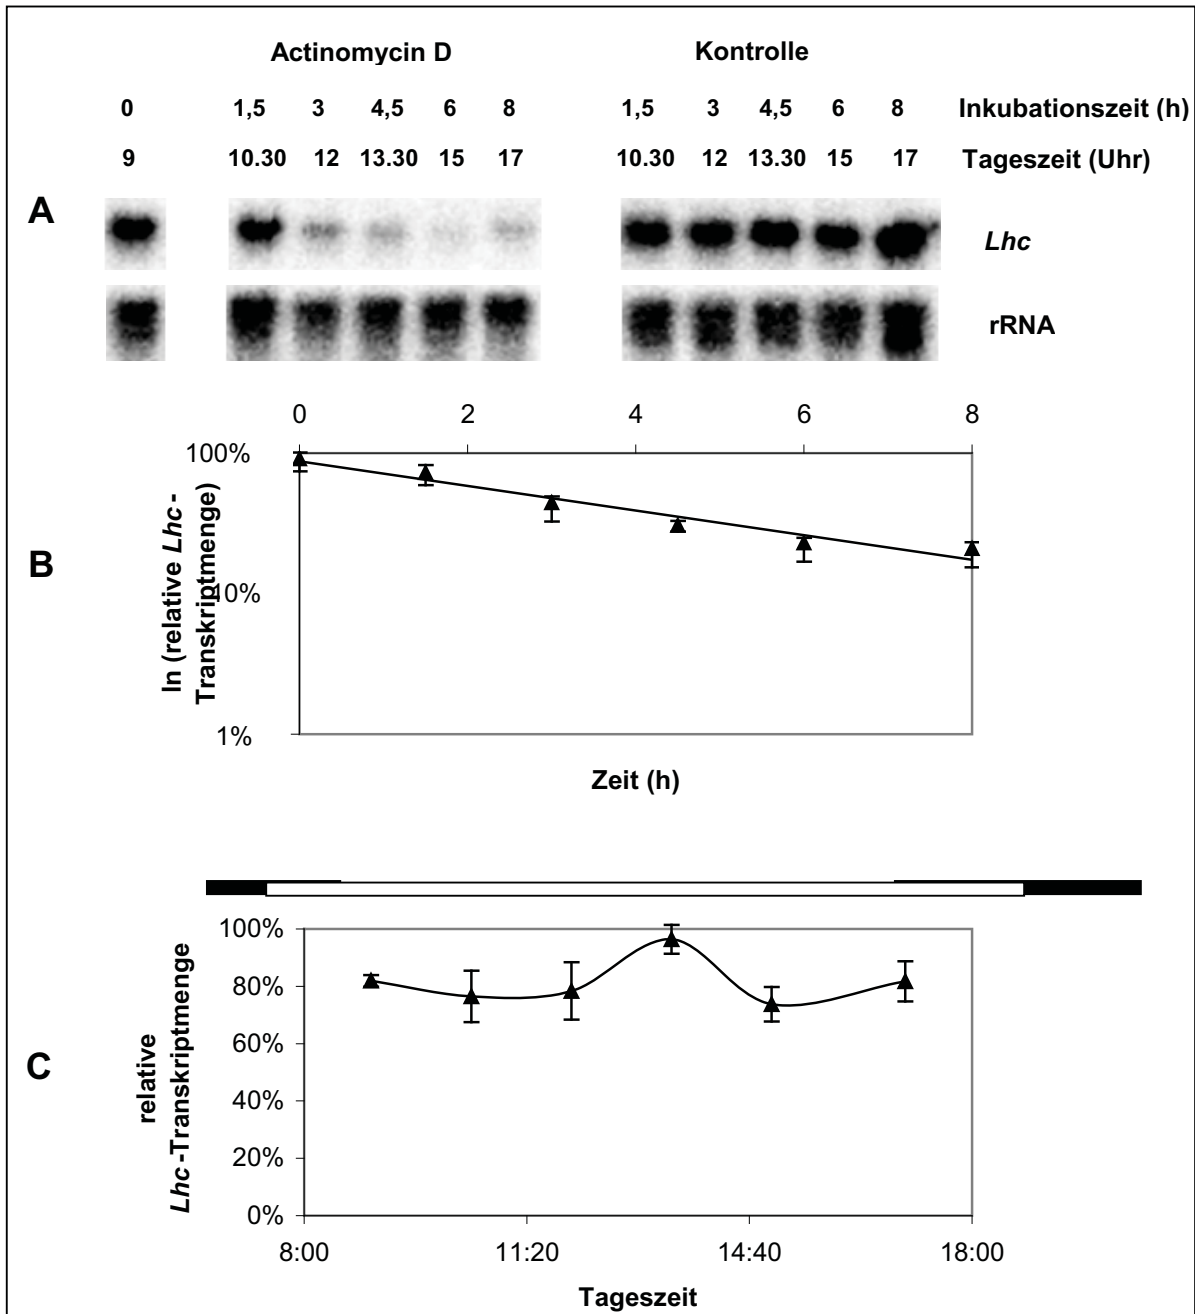 Actinomycin D Kontrolle
0 1,5 3 4,5 6 8 1,5 3 4,5 6 8 Inkubationszeit (h)
9 10.30 12 13.30 15 17 10.30 12 13.30 15 17 Tageszeit (Uhr)
A
Lhc
rRNA
0 2 4 6 8
100%
10%
1%
ln (relative Lhc-
Transkriptmenge)
B
Zeit (h)
100%
80%
60%
40%
20%
0%
C
relative
Lhc-Transkriptmenge
8:00 11:20 14:40 18:00
Tageszeit